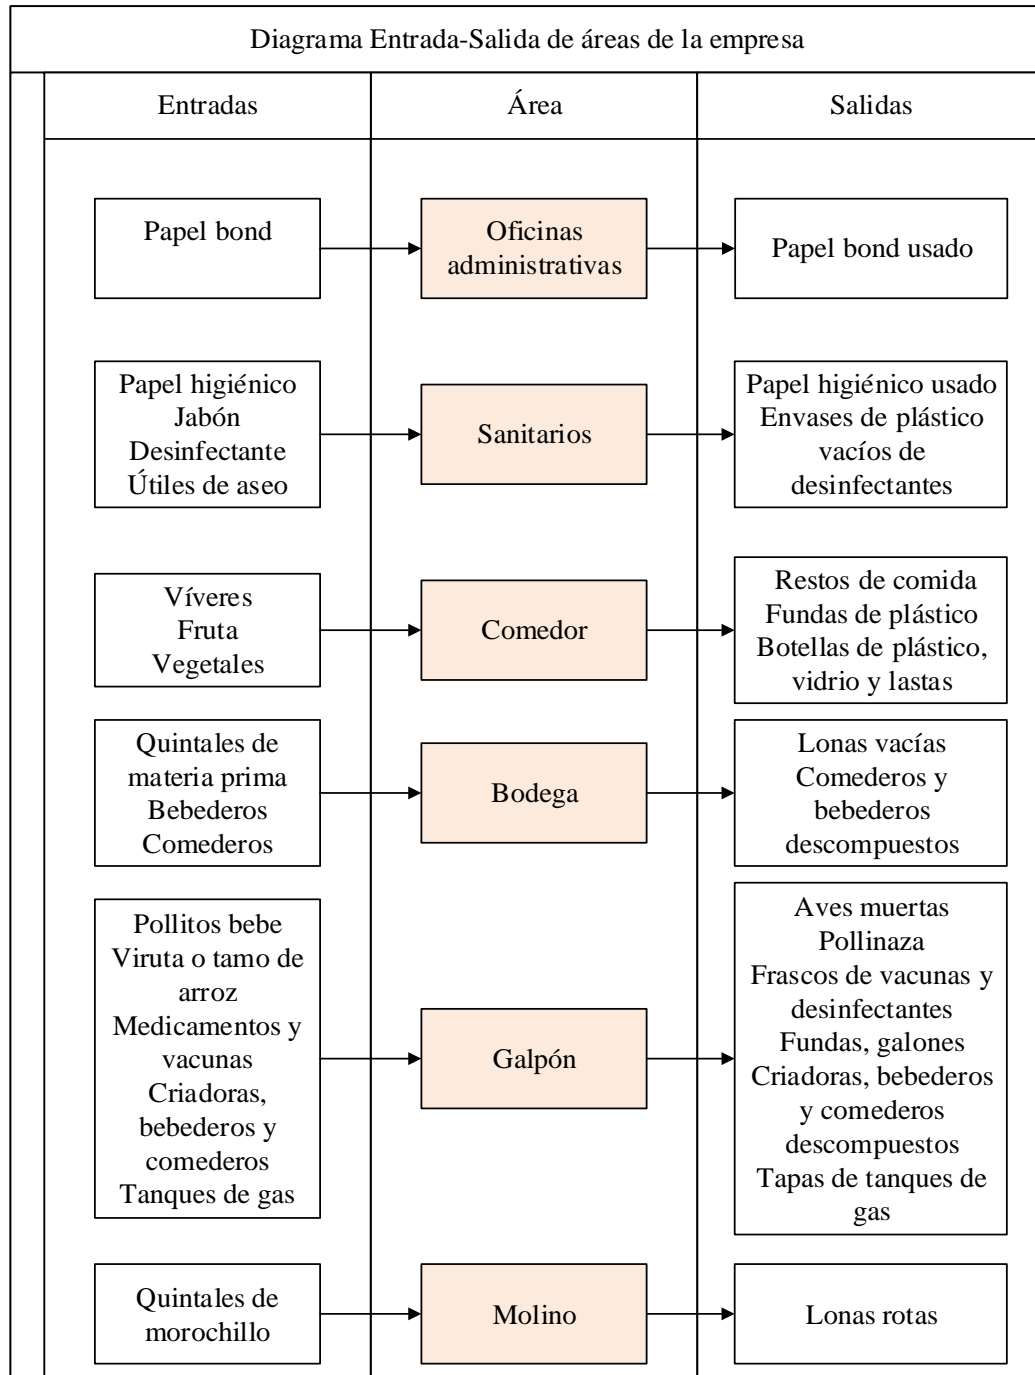 Diagrama Entrada-Salida de áreas de la empresa
Entradas
Área
Salidas
Papel bond
Oficinas
administrativas
Papel bond usado
Papel higiénico
Jabón
Desinfectante
Útiles de aseo
Sanitarios
Papel higiénico usado
Envases de plástico
vacíos de
desinfectantes
Víveres
Fruta
Vegetales
Comedor
Restos de comida
Fundas de plástico
Botellas de plástico,
vidrio y lastas
Quintales de
materia prima
Bebederos
Comederos
Bodega
Lonas vacías
Comederos y
bebederos
descompuestos
Pollitos bebe
Viruta o tamo de
arroz
Medicamentos y
vacunas
Criadoras,
bebederos y
comederos
Tanques de gas
Galpón
Aves muertas
Pollinaza
Frascos de vacunas y
desinfectantes
Fundas, galones
Criadoras, bebederos
y comederos
descompuestos
Tapas de tanques de
gas
Quintales de
morochillo
Molino
Lonas rotas